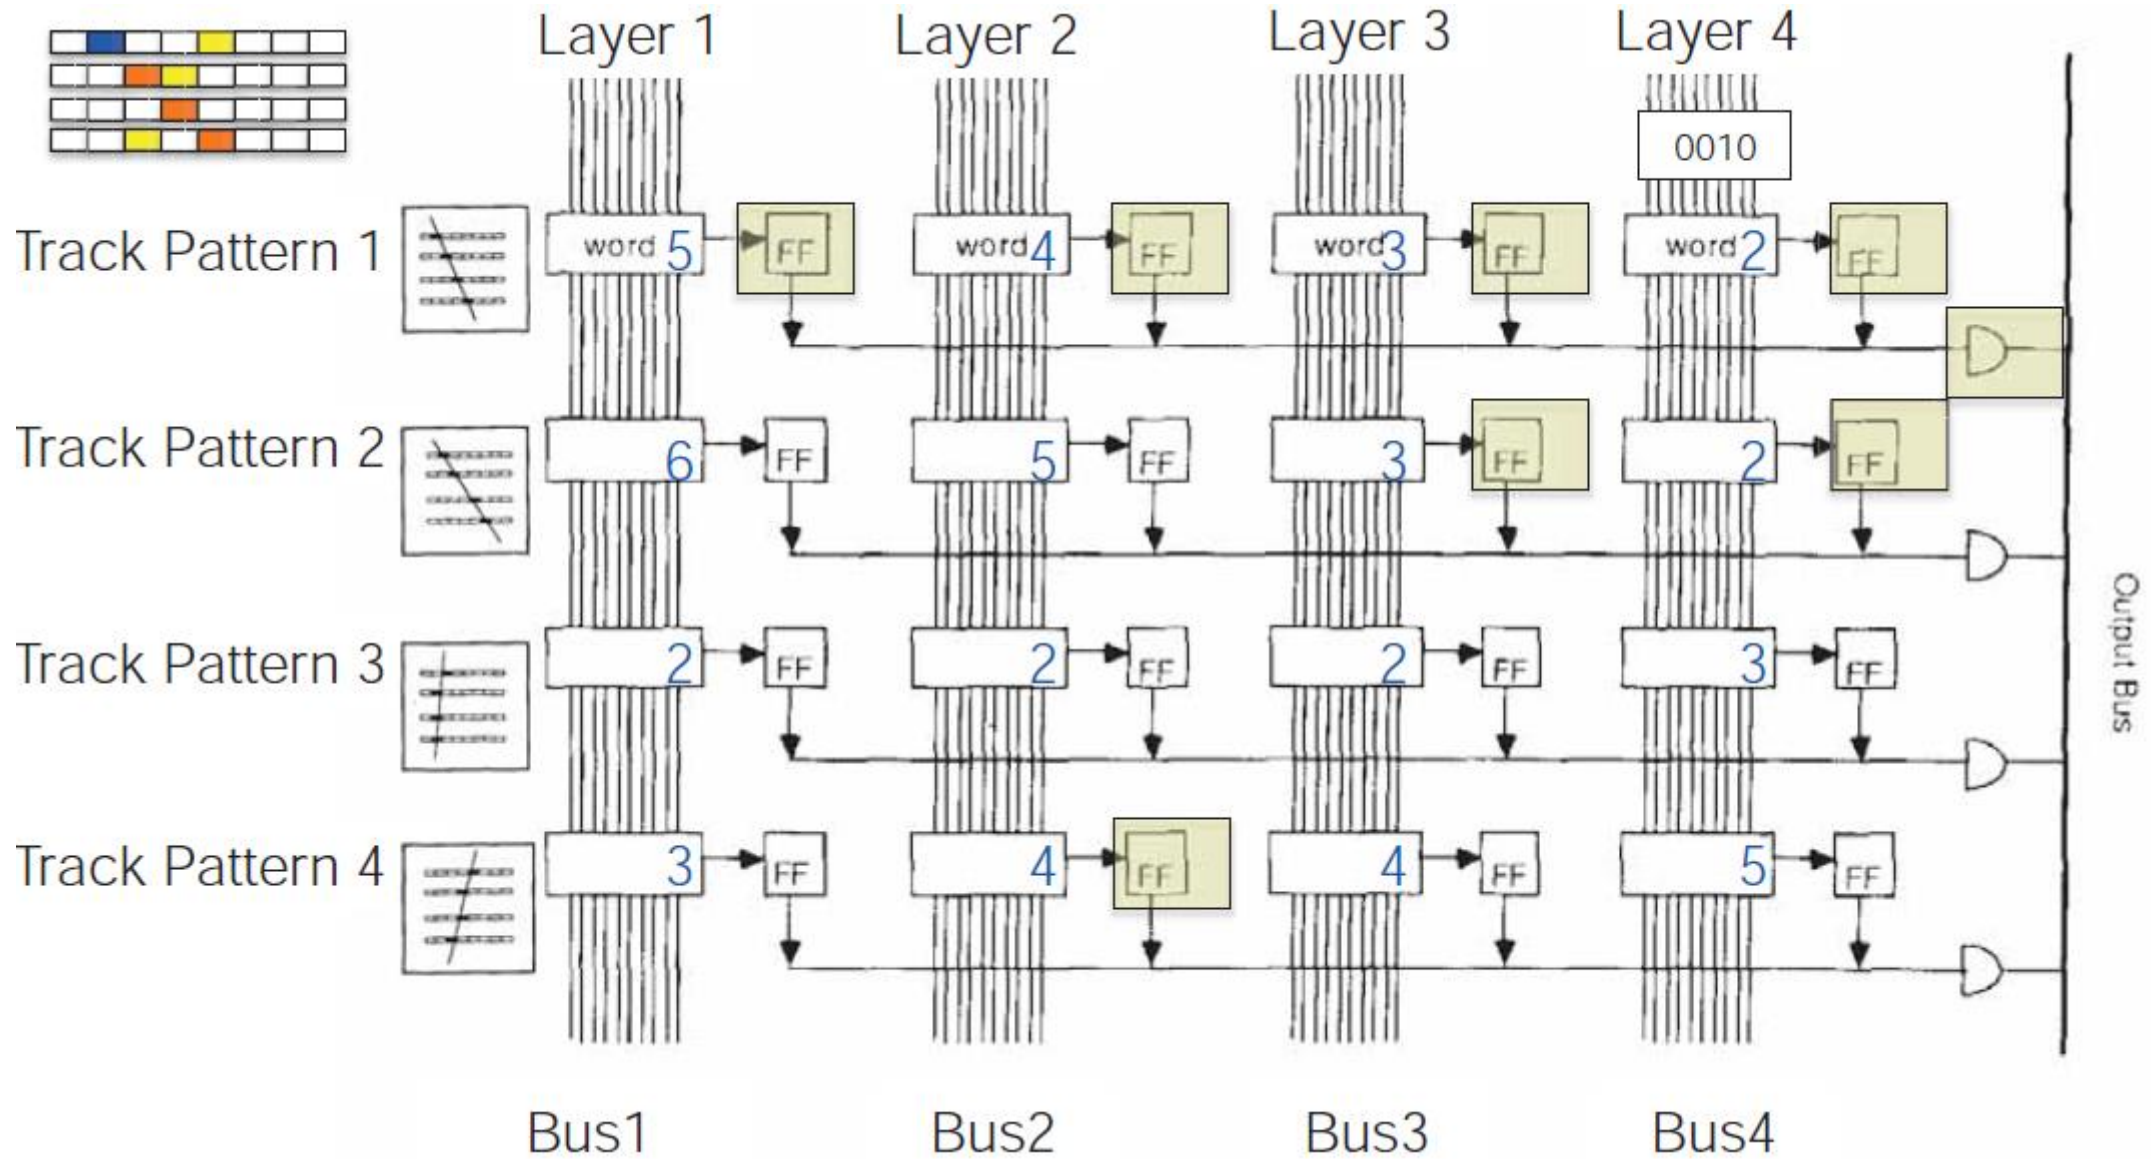 Layer 1 Layer 2 Layer 3 Layer 4
0010
Track Pattern 1 word 5 FF word 4 FF word 3 FF word 2 FF
Track Pattern 2 6 FF 5 FF 3 FF 2 FF
Track Pattern 3 2 FF 2 FF 2 FF 3 FF
Track Pattern 4 3 FF 4 FF 4 FF 5 FF
Output Bus
Bus1 Bus2 Bus3 Bus4